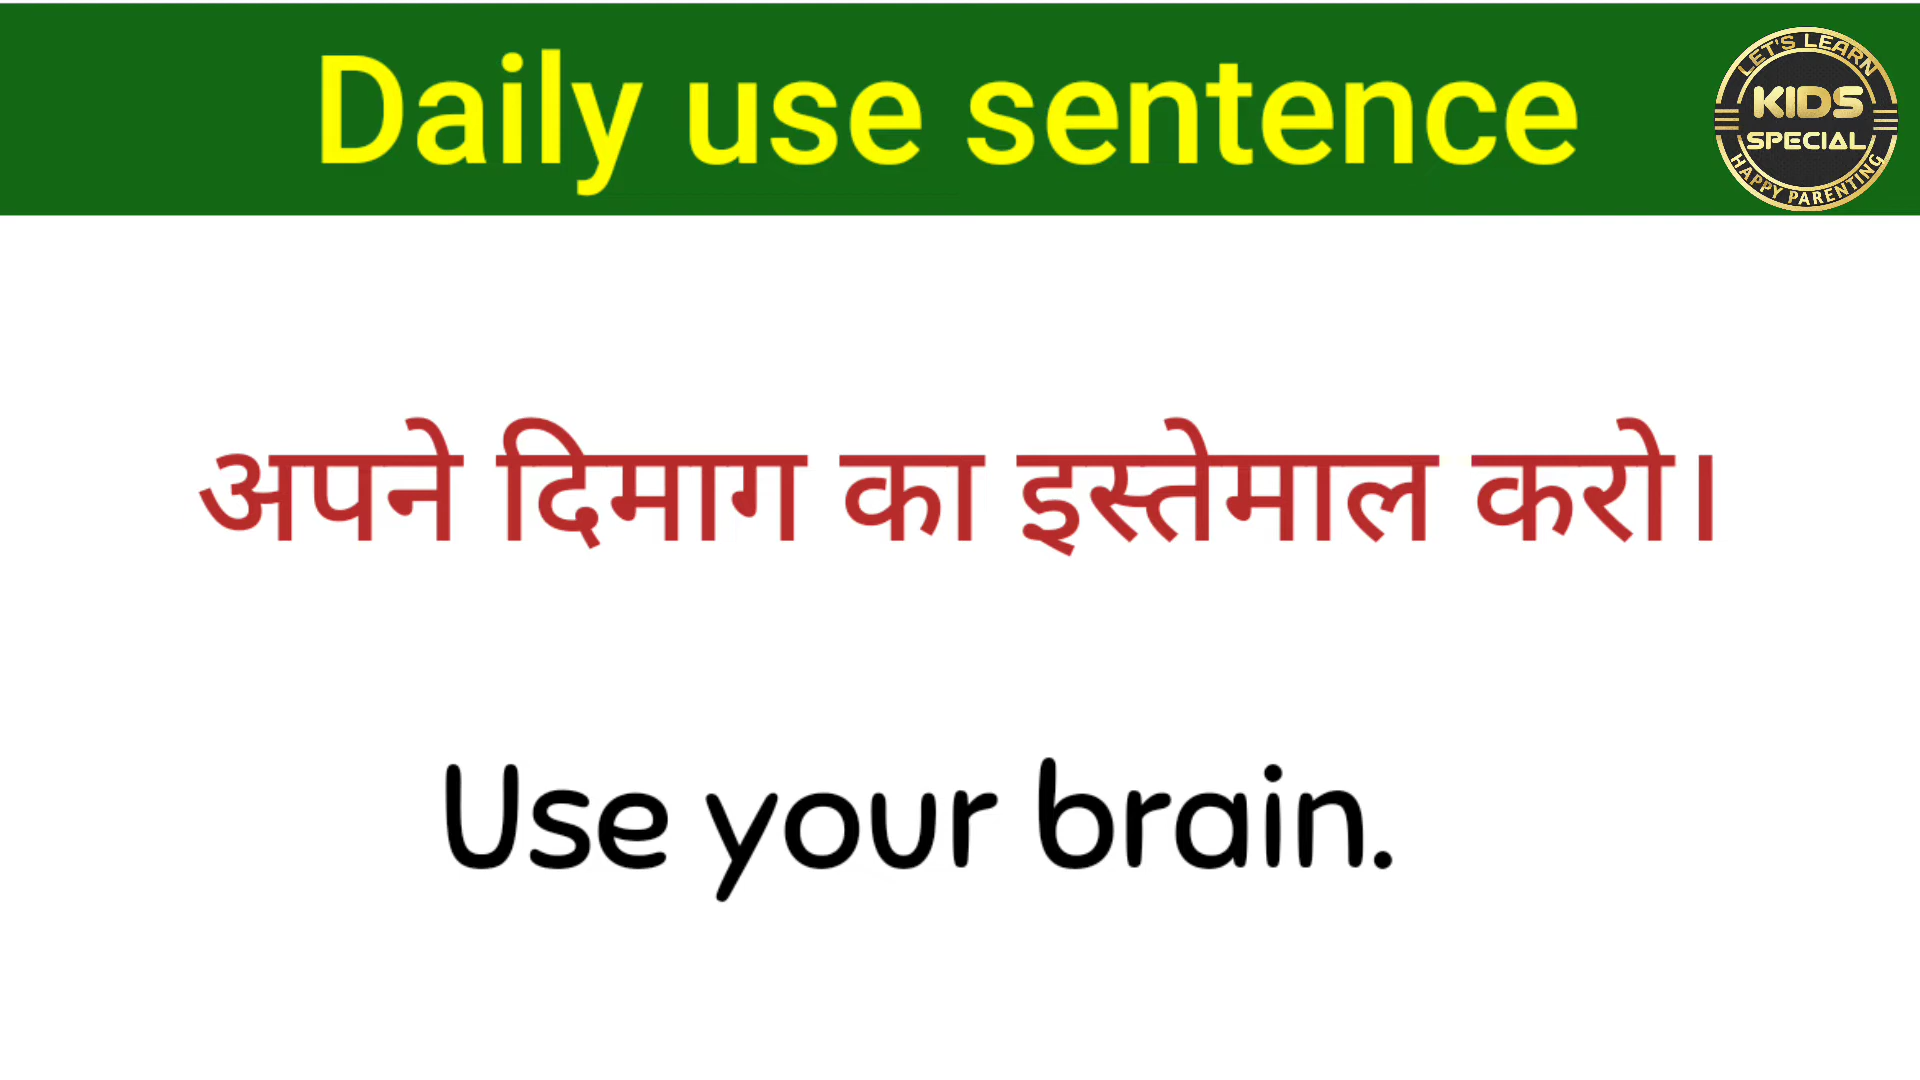 Daily use sentence
LET'S LEARN
KIDS
SPECIAL
HAPPY PARENTING
अपने दिमाग का इस्तेमाल करो।
Use your brain.